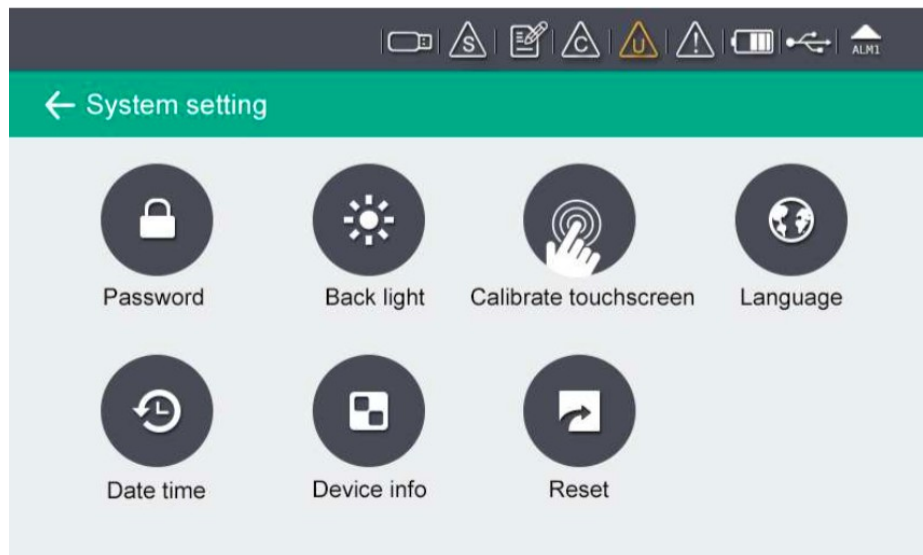 S C U ! ALM1
System setting
Password Back light Calibrate touchscreen Language
Date time Device info Reset